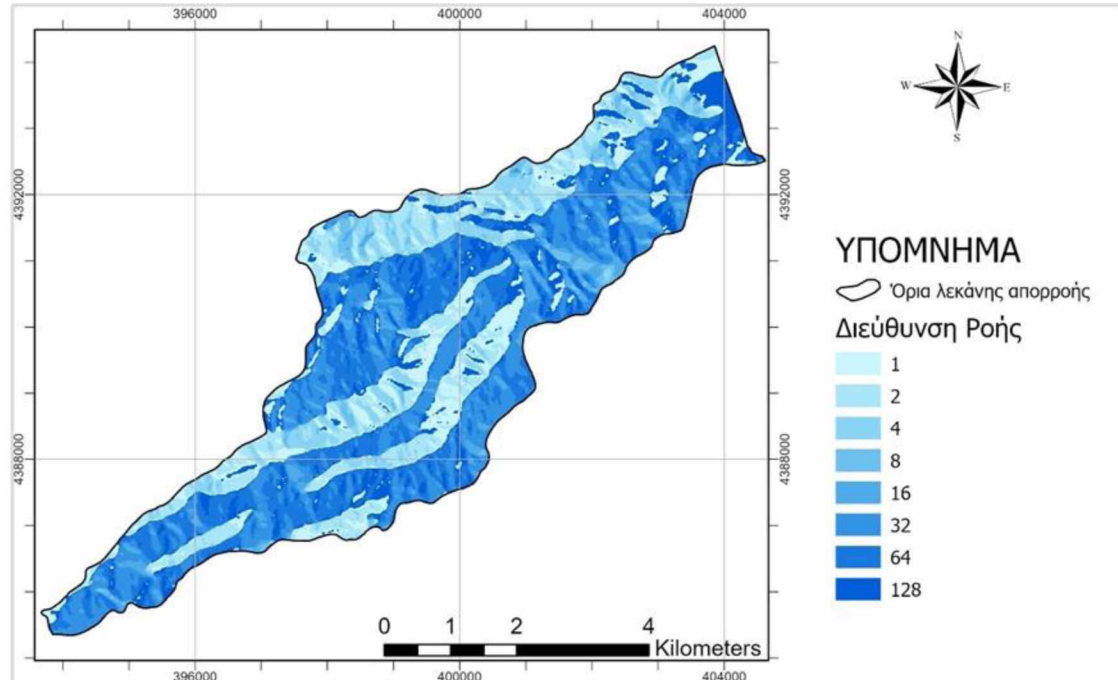 396000 400000 404000
N
W E
S
4392000 4392000
ΥΠΟΜΝΗΜΑ
Όρια λεκάνης απορροής
Διεύθυνση Ροής
1
2
4
8
16
32
64
128
4388000 4388000
0 1 2 4
Kilometers
396000 400000 404000